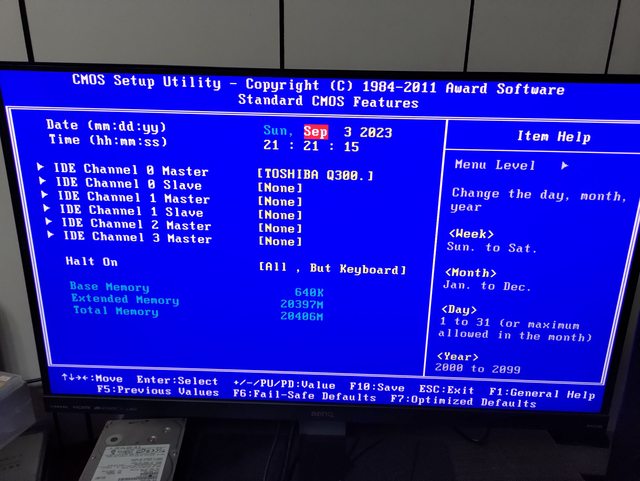 CMOS Setup Utility - Copyright (C) 1984-2011 Award Software
Standard CMOS Features
Date (mm:dd:yy) Sun, Sep 3 2023
Time (hh:mm:ss) 21 : 21 : 15
IDE Channel 0 Master [TOSHIBA Q300.]
IDE Channel 0 Slave [None]
IDE Channel 1 Master [None]
IDE Channel 1 Slave [None]
IDE Channel 2 Master [None]
IDE Channel 3 Master [None]
Halt On [All , But Keyboard]
Base Memory 640K
Extended Memory 20397M
Total Memory 20406M
Item Help
Menu Level
Change the day, month,
year
<Week>
Sun. to Sat.
<Month>
Jan. to Dec.
<Day>
1 to 31 (or maximum
allowed in the month)
<Year>
2000 to 2099
↑↓→←:Move Enter:Select +/-/PU/PD:Value F10:Save ESC:Exit F1:General Help
F5:Previous Values F6:Fail-Safe Defaults F7:Optimized Defaults
BenQ